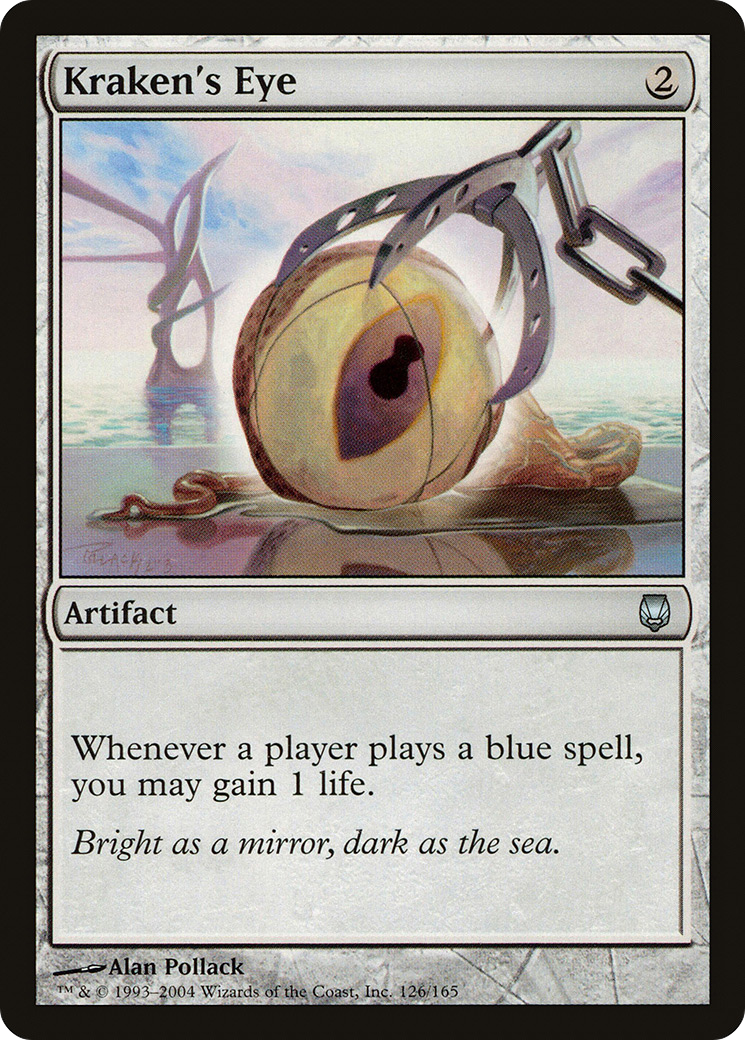 Kraken's Eye
2
Artifact
Whenever a player plays a blue spell,
you may gain 1 life.
Bright as a mirror, dark as the sea.
Alan Pollack
™ & © 1993–2004 Wizards of the Coast, Inc. 126/165